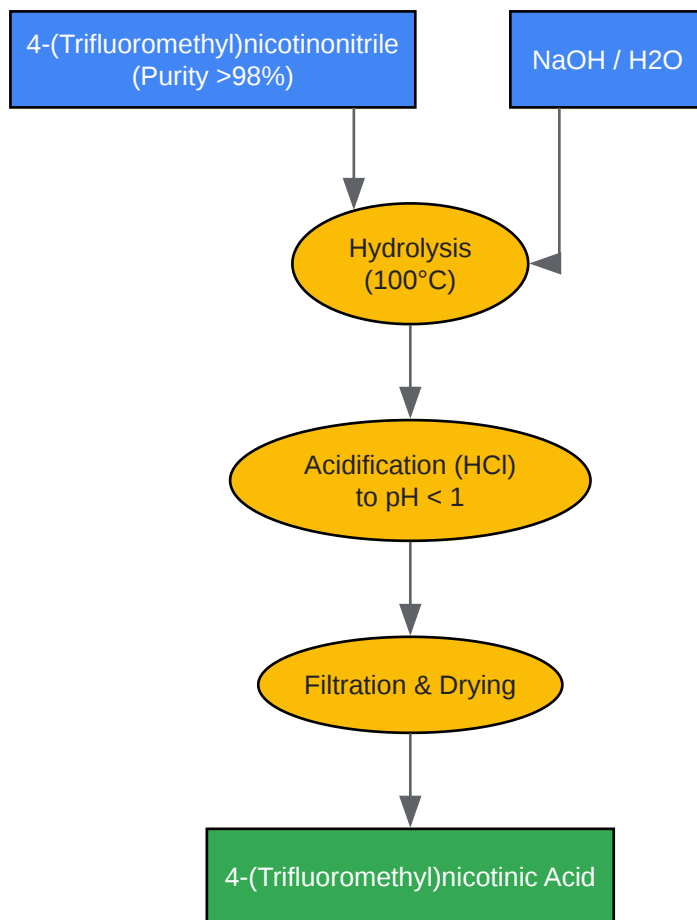 4-(Trifluoromethyl)nicotinonitrile
(Purity >98%)
NaOH / H2O
Hydrolysis
(100°C)
Acidification (HCl)
to pH < 1
Filtration & Drying
4-(Trifluoromethyl)nicotinic Acid